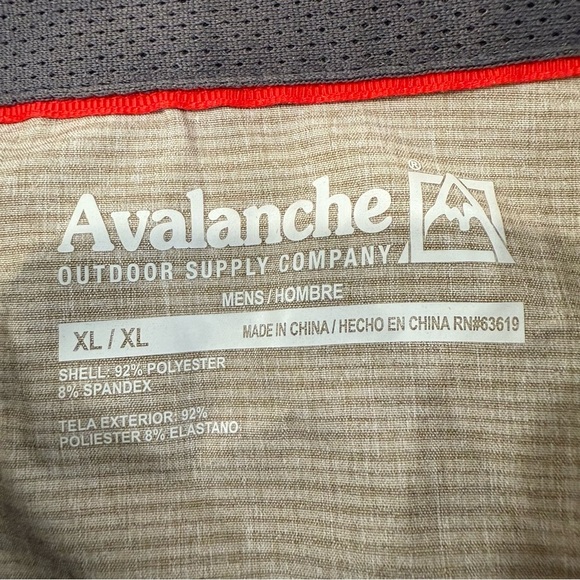 Avalanche®
OUTDOOR SUPPLY COMPANY
MENS / HOMBRE
XL / XL MADE IN CHINA / HECHO EN CHINA RN#63619
SHELL: 92% POLYESTER
8% SPANDEX
TELA EXTERIOR: 92%
POLIESTER 8% ELASTANO